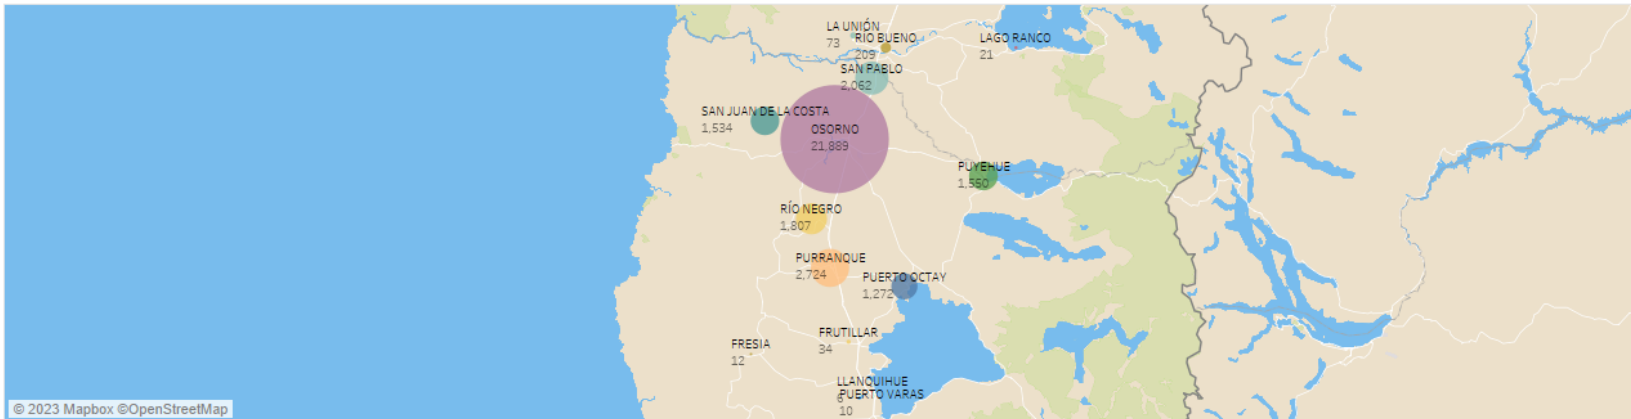 LA UNIÓN
73
RÍO BUENO
209
LAGO RANCO
21
SAN PABLO
2,062
SAN JUAN DE LA COSTA
1,534
OSORNO
21,889
PUYEHUE
1,550
RÍO NEGRO
1,807
PURRANQUE
2,724
PUERTO OCTAY
1,272
FRUTILLAR
34
FRESIA
12
LLANQUIHUE
6
PUERTO VARAS
10
© 2023 Mapbox ©OpenStreetMap